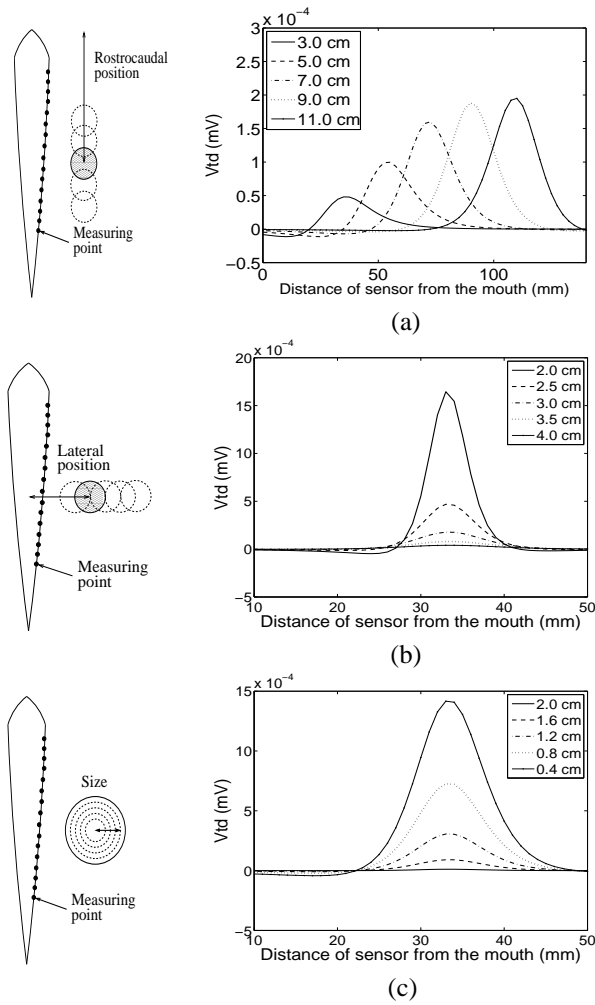 Rostrocaudal
position
Measuring
point
x 10⁻⁴
3
2.5
2
1.5
1
0.5
0
-0.5
Vtd (mV)
3.0 cm
5.0 cm
7.0 cm
9.0 cm
11.0 cm
0 50 100
Distance of sensor from the mouth (mm)
(a)
Lateral
position
Measuring
point
x 10⁻⁴
20
15
10
5
0
−5
Vtd (mV)
2.0 cm
2.5 cm
3.0 cm
3.5 cm
4.0 cm
10 20 30 40 50
Distance of sensor from the mouth (mm)
(b)
Size
Measuring
point
x 10⁻⁴
15
10
5
0
−5
Vtd (mV)
2.0 cm
1.6 cm
1.2 cm
0.8 cm
0.4 cm
10 20 30 40 50
Distance of sensor from the mouth (mm)
(c)